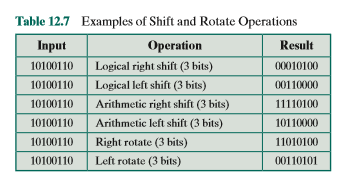 Table 12.7 Examples of Shift and Rotate Operations
Input Operation Result
10100110 Logical right shift (3 bits) 00010100
10100110 Logical left shift (3 bits) 00110000
10100110 Arithmetic right shift (3 bits) 11110100
10100110 Arithmetic left shift (3 bits) 10110000
10100110 Right rotate (3 bits) 11010100
10100110 Left rotate (3 bits) 00110101